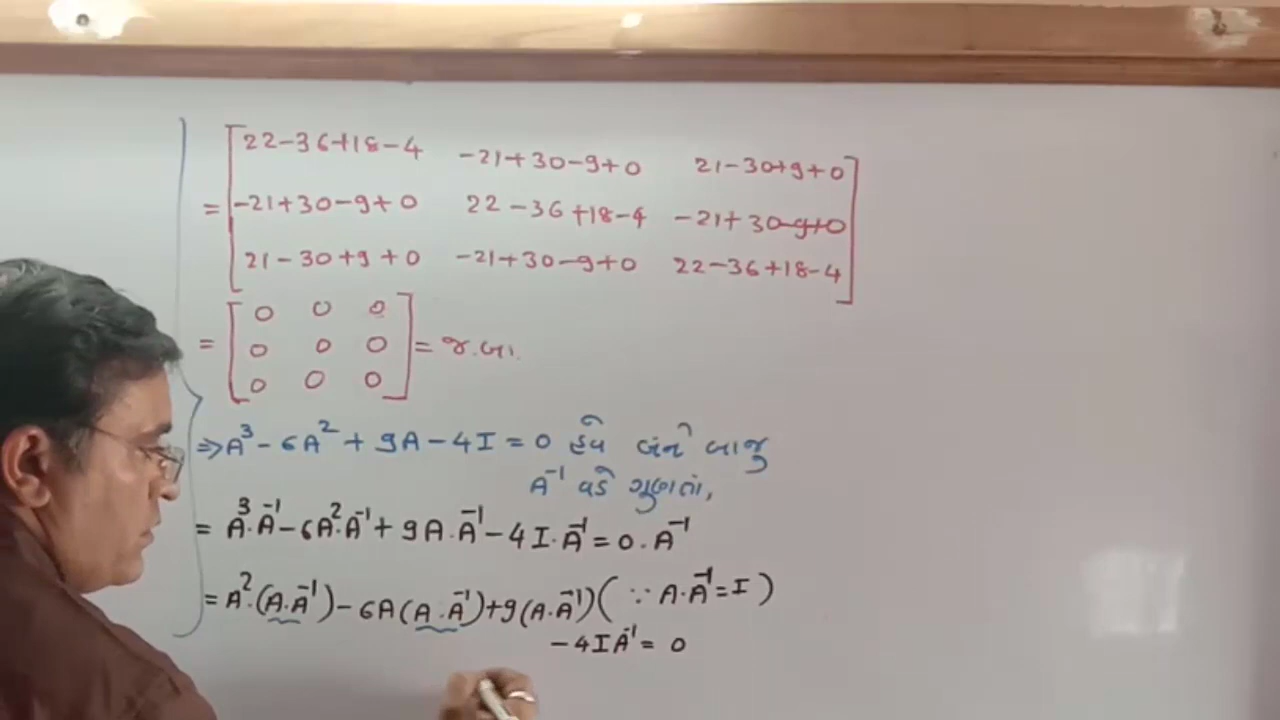 = [ 22-36+18-4 -21+30-9+0 21-30+9+0
-21+30-9+0 22-36+18-4 -21+30-9+0
21-30+9+0 -21+30-9+0 22-36+18-4 ]
= [ 0 0 0
0 0 0
0 0 0 ] = જ.બા.
⇒ A³ - 6A² + 9A - 4I = 0 હવે બંને બાજુ
A⁻¹ વડે ગુણતાં,
= A³·A⁻¹ - 6A²·A⁻¹ + 9A·A⁻¹ - 4I·A⁻¹ = 0·A⁻¹
= A²·(A·A⁻¹) - 6A(A·A⁻¹) + 9(A·A⁻¹) (∵ A·A⁻¹ = I)
-4IA⁻¹ = 0